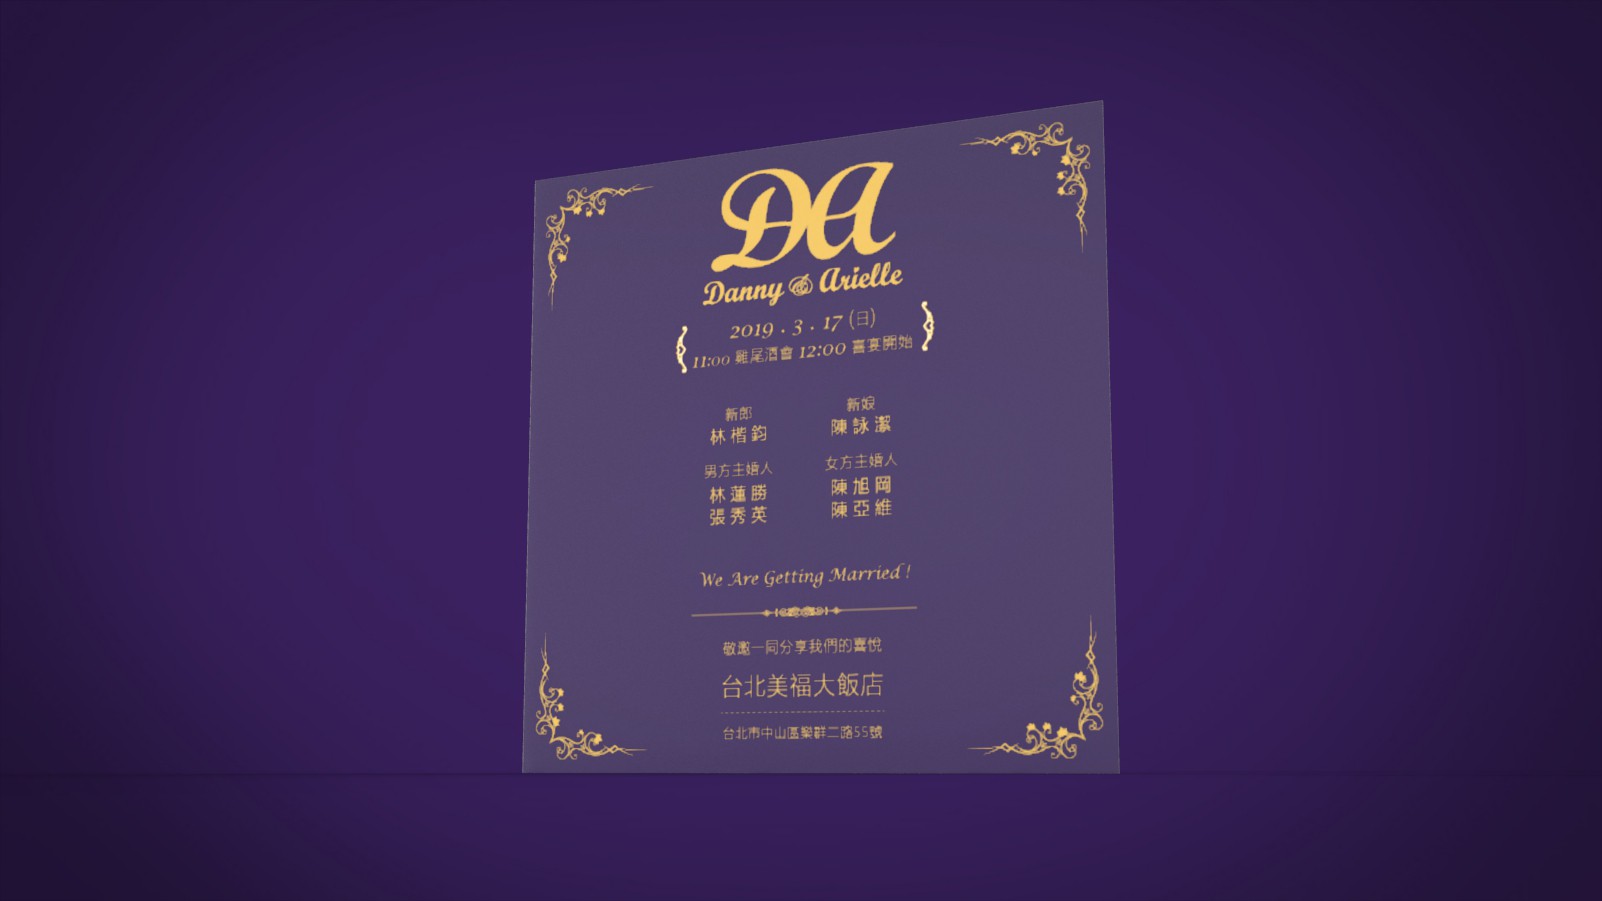 DA
Danny & Arielle
2019 . 3 . 17 (日)
11:00 雞尾酒會 12:00 喜宴開始
新郎
林楷鈞
新娘
陳詠潔
男方主婚人
林蓮勝
張秀英
女方主婚人
陳旭岡
陳亞維
We Are Getting Married !
敬邀一同分享我們的喜悅
台北美福大飯店
台北市中山區樂群二路55號